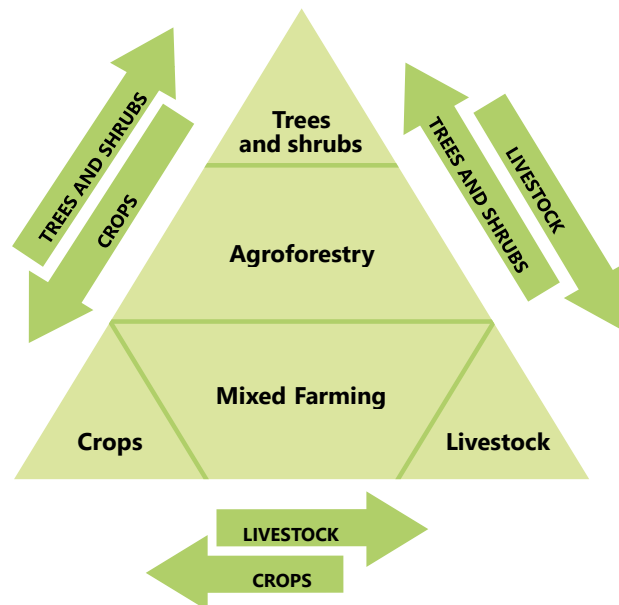 Trees
and shrubs
TREES AND SHRUBS
CROPS
TREES AND SHRUBS
LIVESTOCK
Agroforestry
Mixed Farming
Crops
Livestock
LIVESTOCK
CROPS